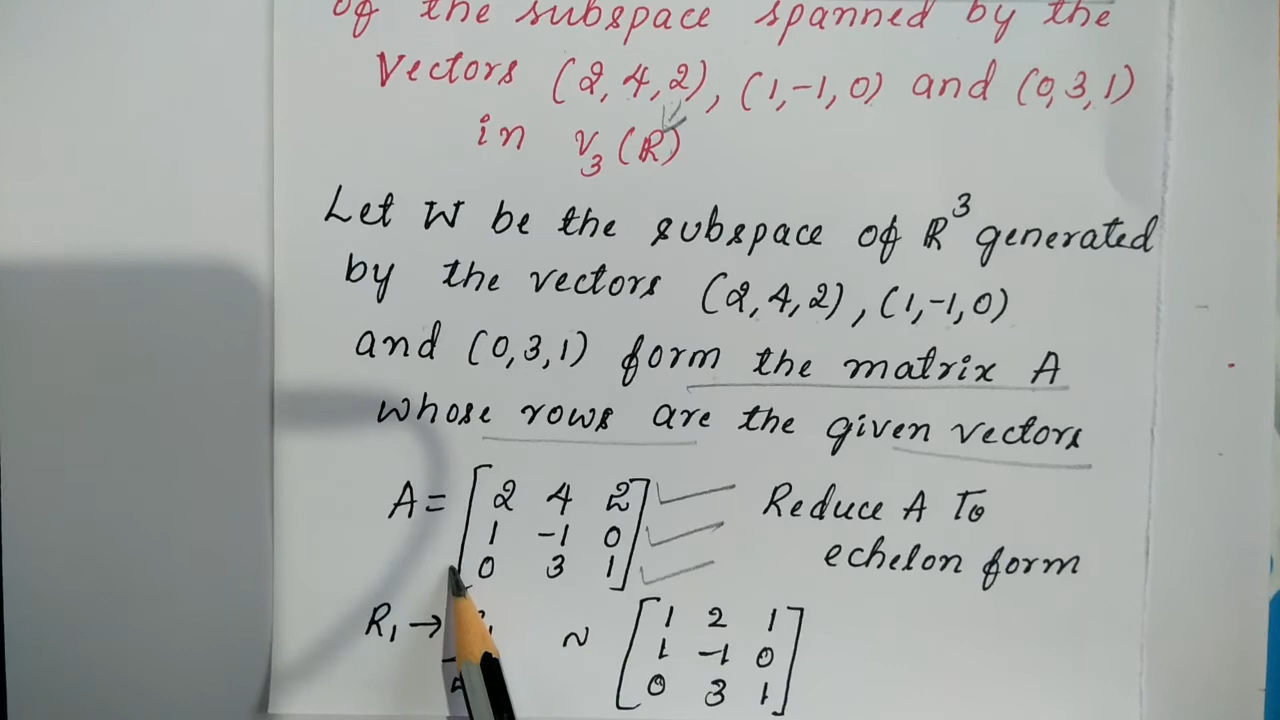 of the subspace spanned by the
Vectors (2,4,2), (1,-1,0) and (0,3,1)
in V₃(R)
Let W be the subspace of R³ generated
by the vectors (2,4,2), (1,-1,0)
and (0,3,1) form the matrix A
whose rows are the given vectors
A = [2 4 2
1 -1 0
0 3 1]
Reduce A To
echelon form
R₁ →
~ [1 2 1
1 -1 0
0 3 1]